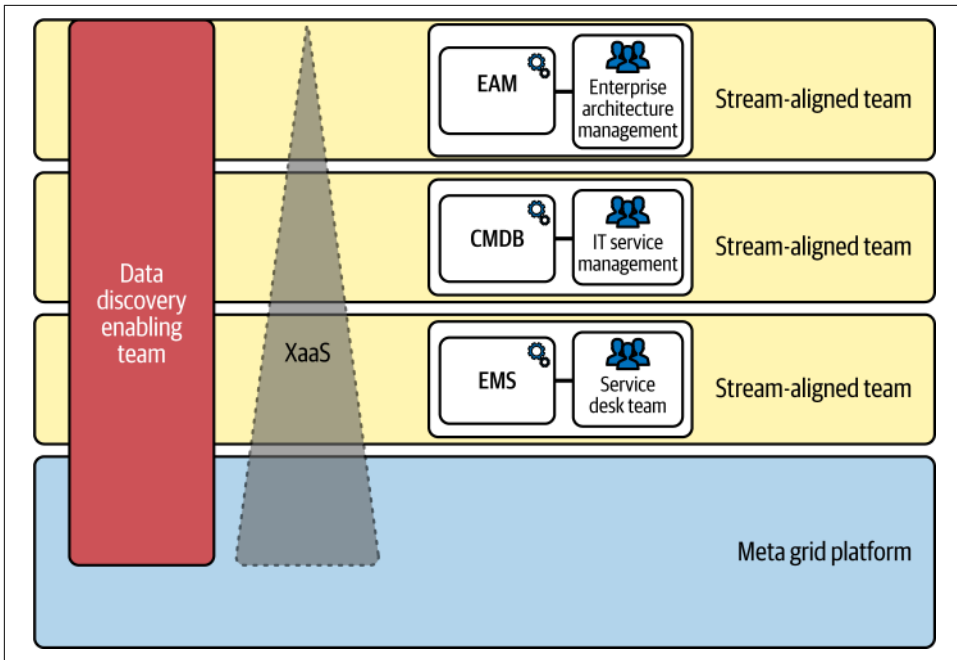 EAM
Enterprise
architecture
management
Stream-aligned team
CMDB
IT service
management
Stream-aligned team
Data
discovery
enabling
team
XaaS
EMS
Service
desk team
Stream-aligned team
Meta grid platform